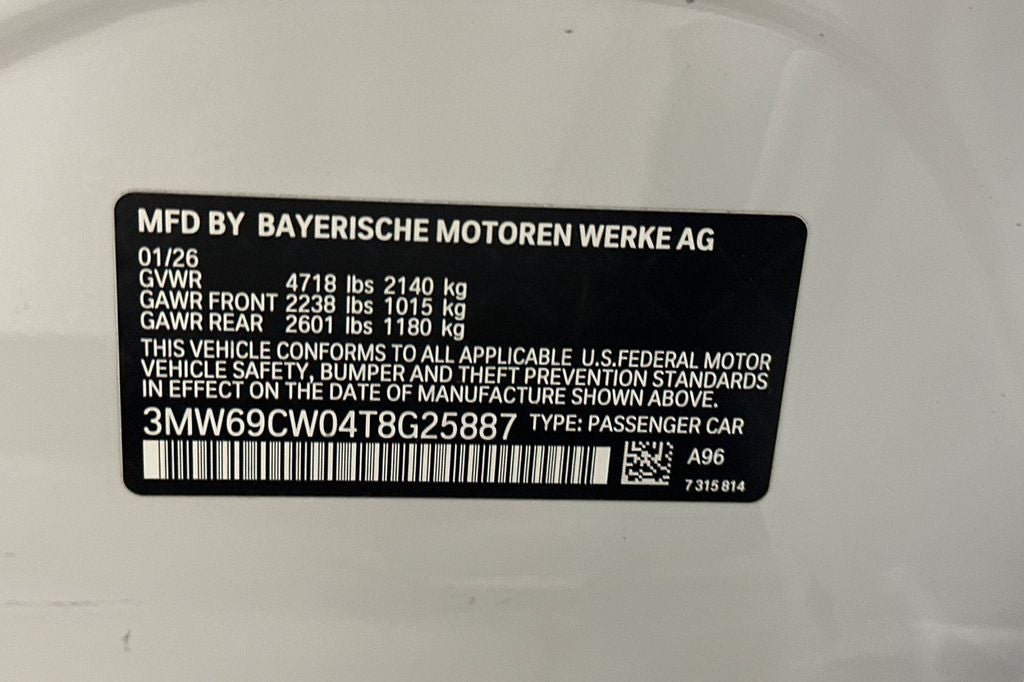 MFD BY BAYERISCHE MOTOREN WERKE AG
01/26
GVWR 4718 lbs 2140 kg
GAWR FRONT 2238 lbs 1015 kg
GAWR REAR 2601 lbs 1180 kg
THIS VEHICLE CONFORMS TO ALL APPLICABLE U.S.FEDERAL MOTOR
VEHICLE SAFETY, BUMPER AND THEFT PREVENTION STANDARDS
IN EFFECT ON THE DATE OF MANUFACTURE SHOWN ABOVE.
3MW69CW04T8G25887 TYPE: PASSENGER CAR
A96
7 315 814